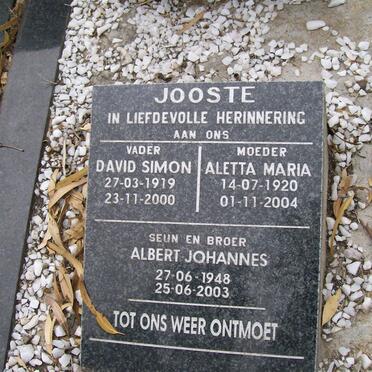 JOOSTE
IN LIEFDEVOLLE HERINNERING
AAN ONS
VADER
DAVID SIMON
27-03-1919
23-11-2000
MOEDER
ALETTA MARIA
14-07-1920
01-11-2004
SEUN EN BROER
ALBERT JOHANNES
27-06-1948
25-06-2003
TOT ONS WEER ONTMOET